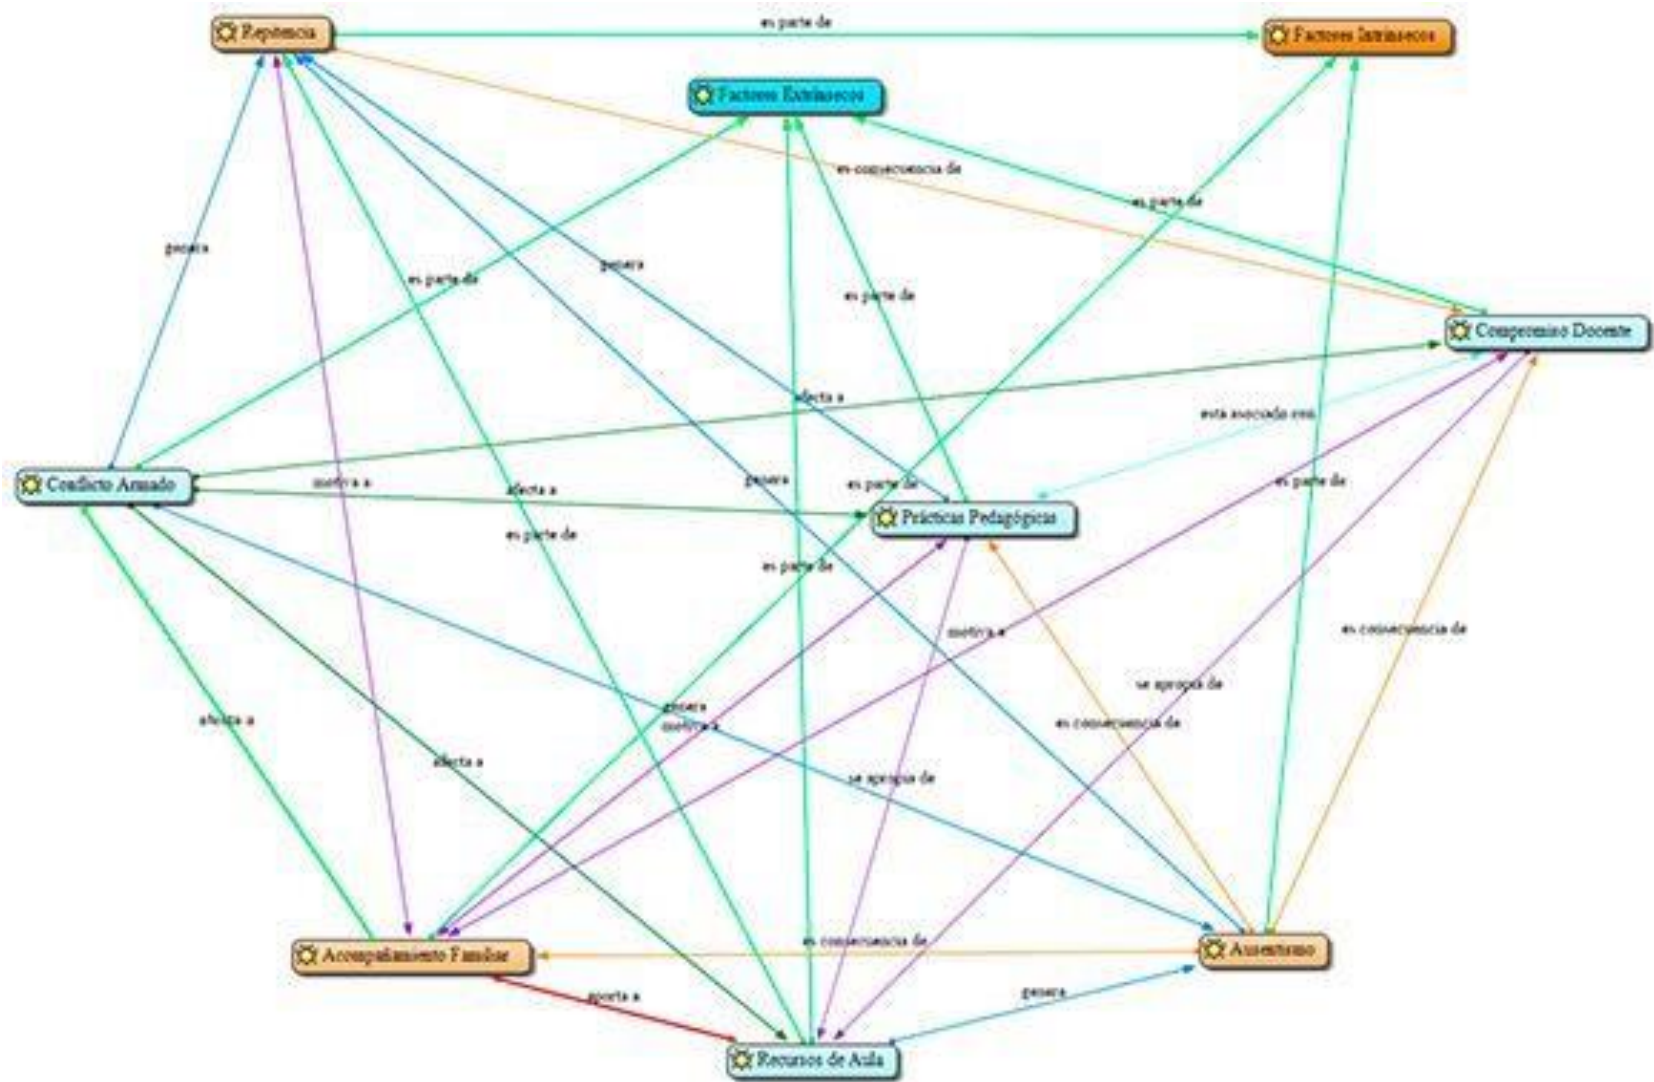 es parte de
Repitencia
Factores Intrínsecos
Factores Extrínsecos
es consecuencia de
es parte de
genera
genera
es parte de
es parte de
Compromiso Docente
afecta a
está asociado con
Conflicto Armado
motiva a
afecta a
genera
es parte de
es parte de
Prácticas Pedagógicas
es parte de
es parte de
motiva a
es consecuencia de
se apropia de
genera
motiva a
es consecuencia de
afecta a
afecta a
se apropia de
es consecuencia de
Acompañamiento Familiar
Ausentismo
aporta a
genera
Recursos de Aula